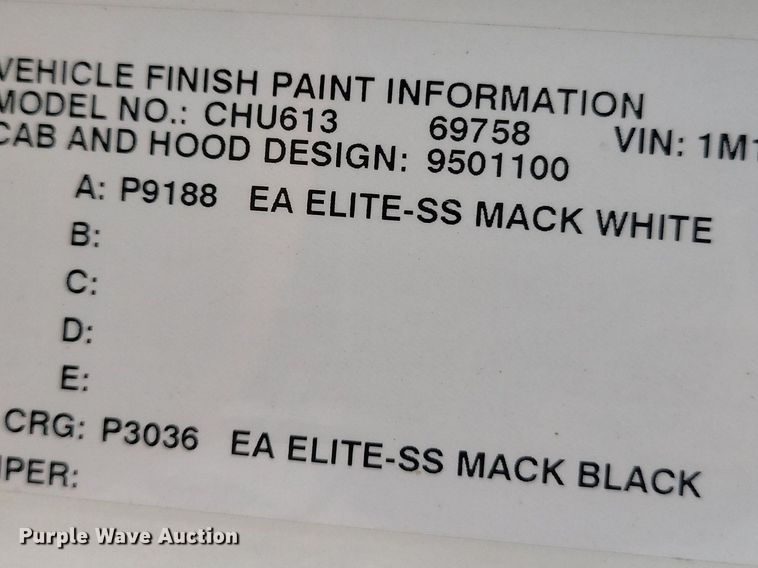 VEHICLE FINISH PAINT INFORMATION
MODEL NO.: CHU613 69758 VIN: 1M1
CAB AND HOOD DESIGN: 9501100
A: P9188 EA ELITE-SS MACK WHITE
B:
C:
D:
E:
CRG: P3036 EA ELITE-SS MACK BLACK
PER:
Purple Wave Auction